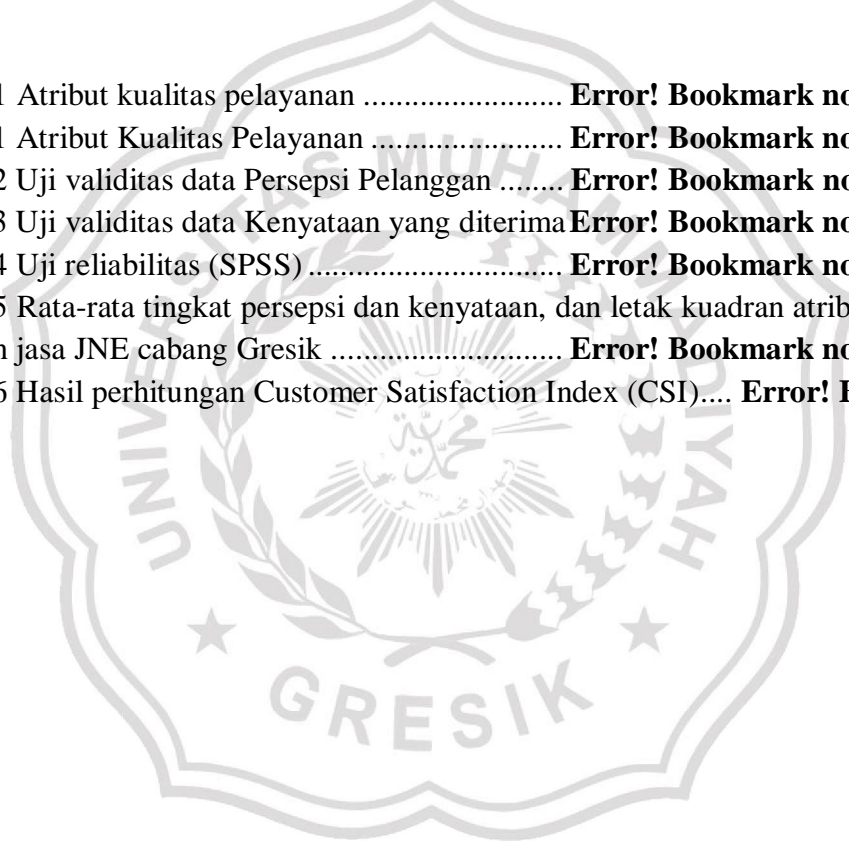 1 Atribut kualitas pelayanan ........................ Error! Bookmark no
1 Atribut Kualitas Pelayanan ....................... Error! Bookmark no
2 Uji validitas data Persepsi Pelanggan ........ Error! Bookmark no
3 Uji validitas data Kenyataan yang diterima Error! Bookmark no
4 Uji reliabilitas (SPSS) .............................. Error! Bookmark no
5 Rata-rata tingkat persepsi dan kenyataan, dan letak kuadran atrib
n jasa JNE cabang Gresik ........................... Error! Bookmark no
6 Hasil perhitungan Customer Satisfaction Index (CSI).... Error! B
UNIVERSITAS MUHAMMADIYAH
GRESIK